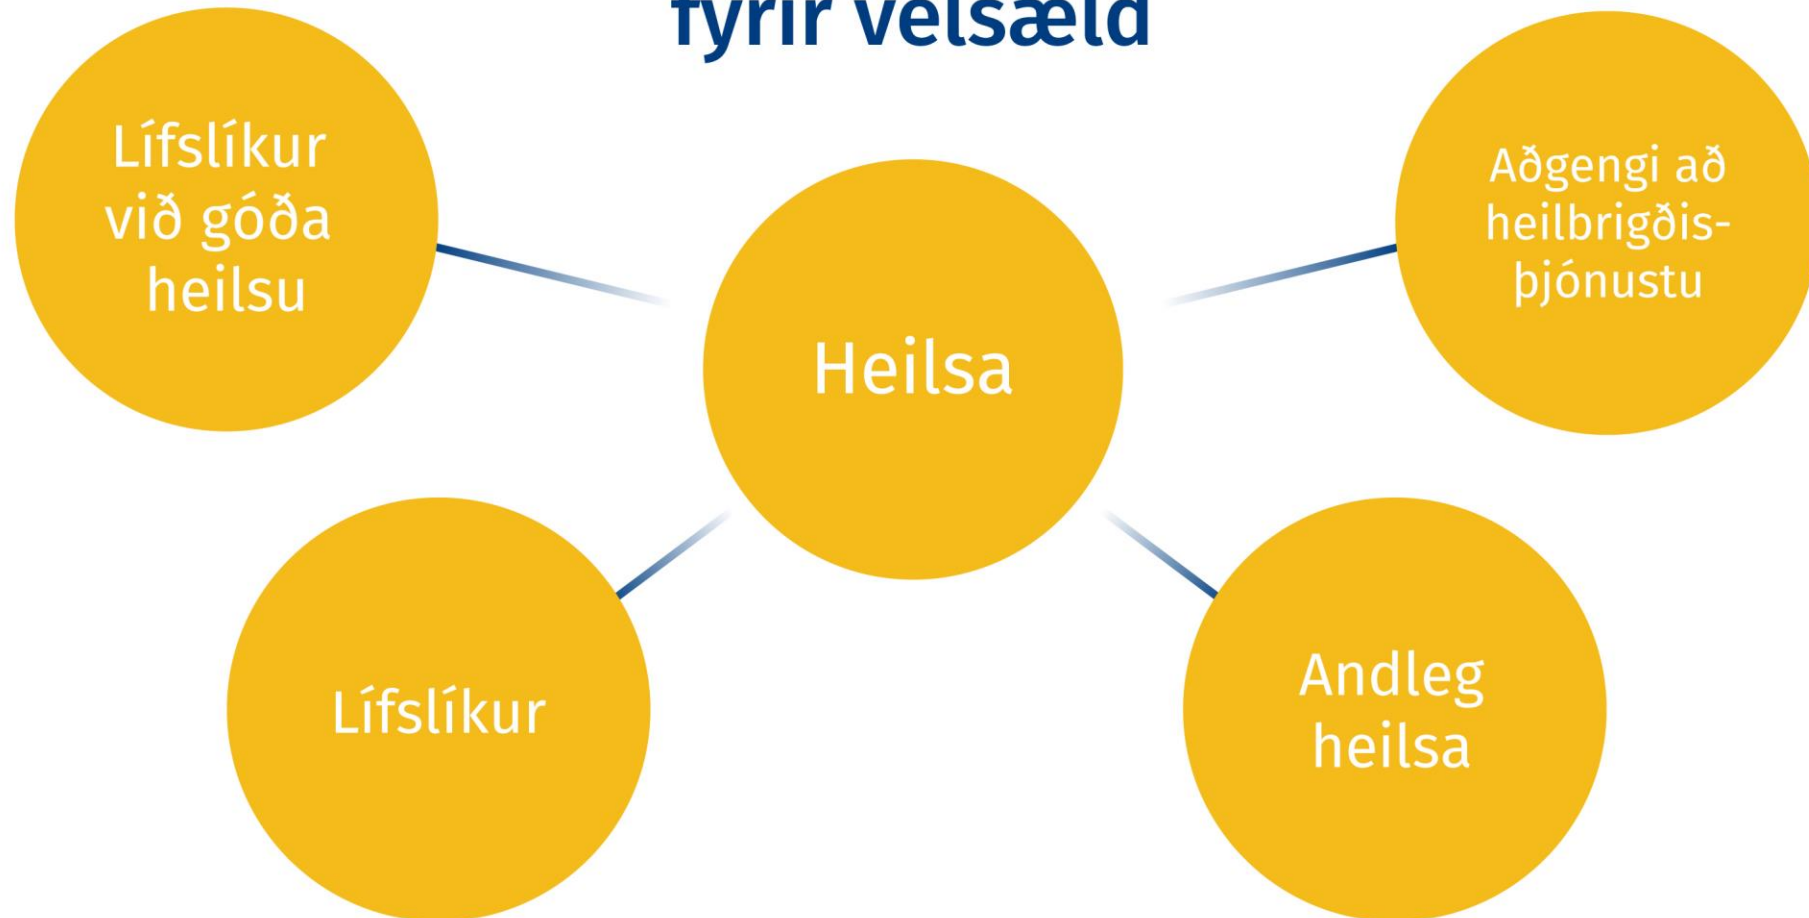 fyrir velsæld
Lífslíkur
við góða
heilsu
Heilsa
Aðgengi að
heilbrigðis-
þjónustu
Lífslíkur
Andleg
heilsa